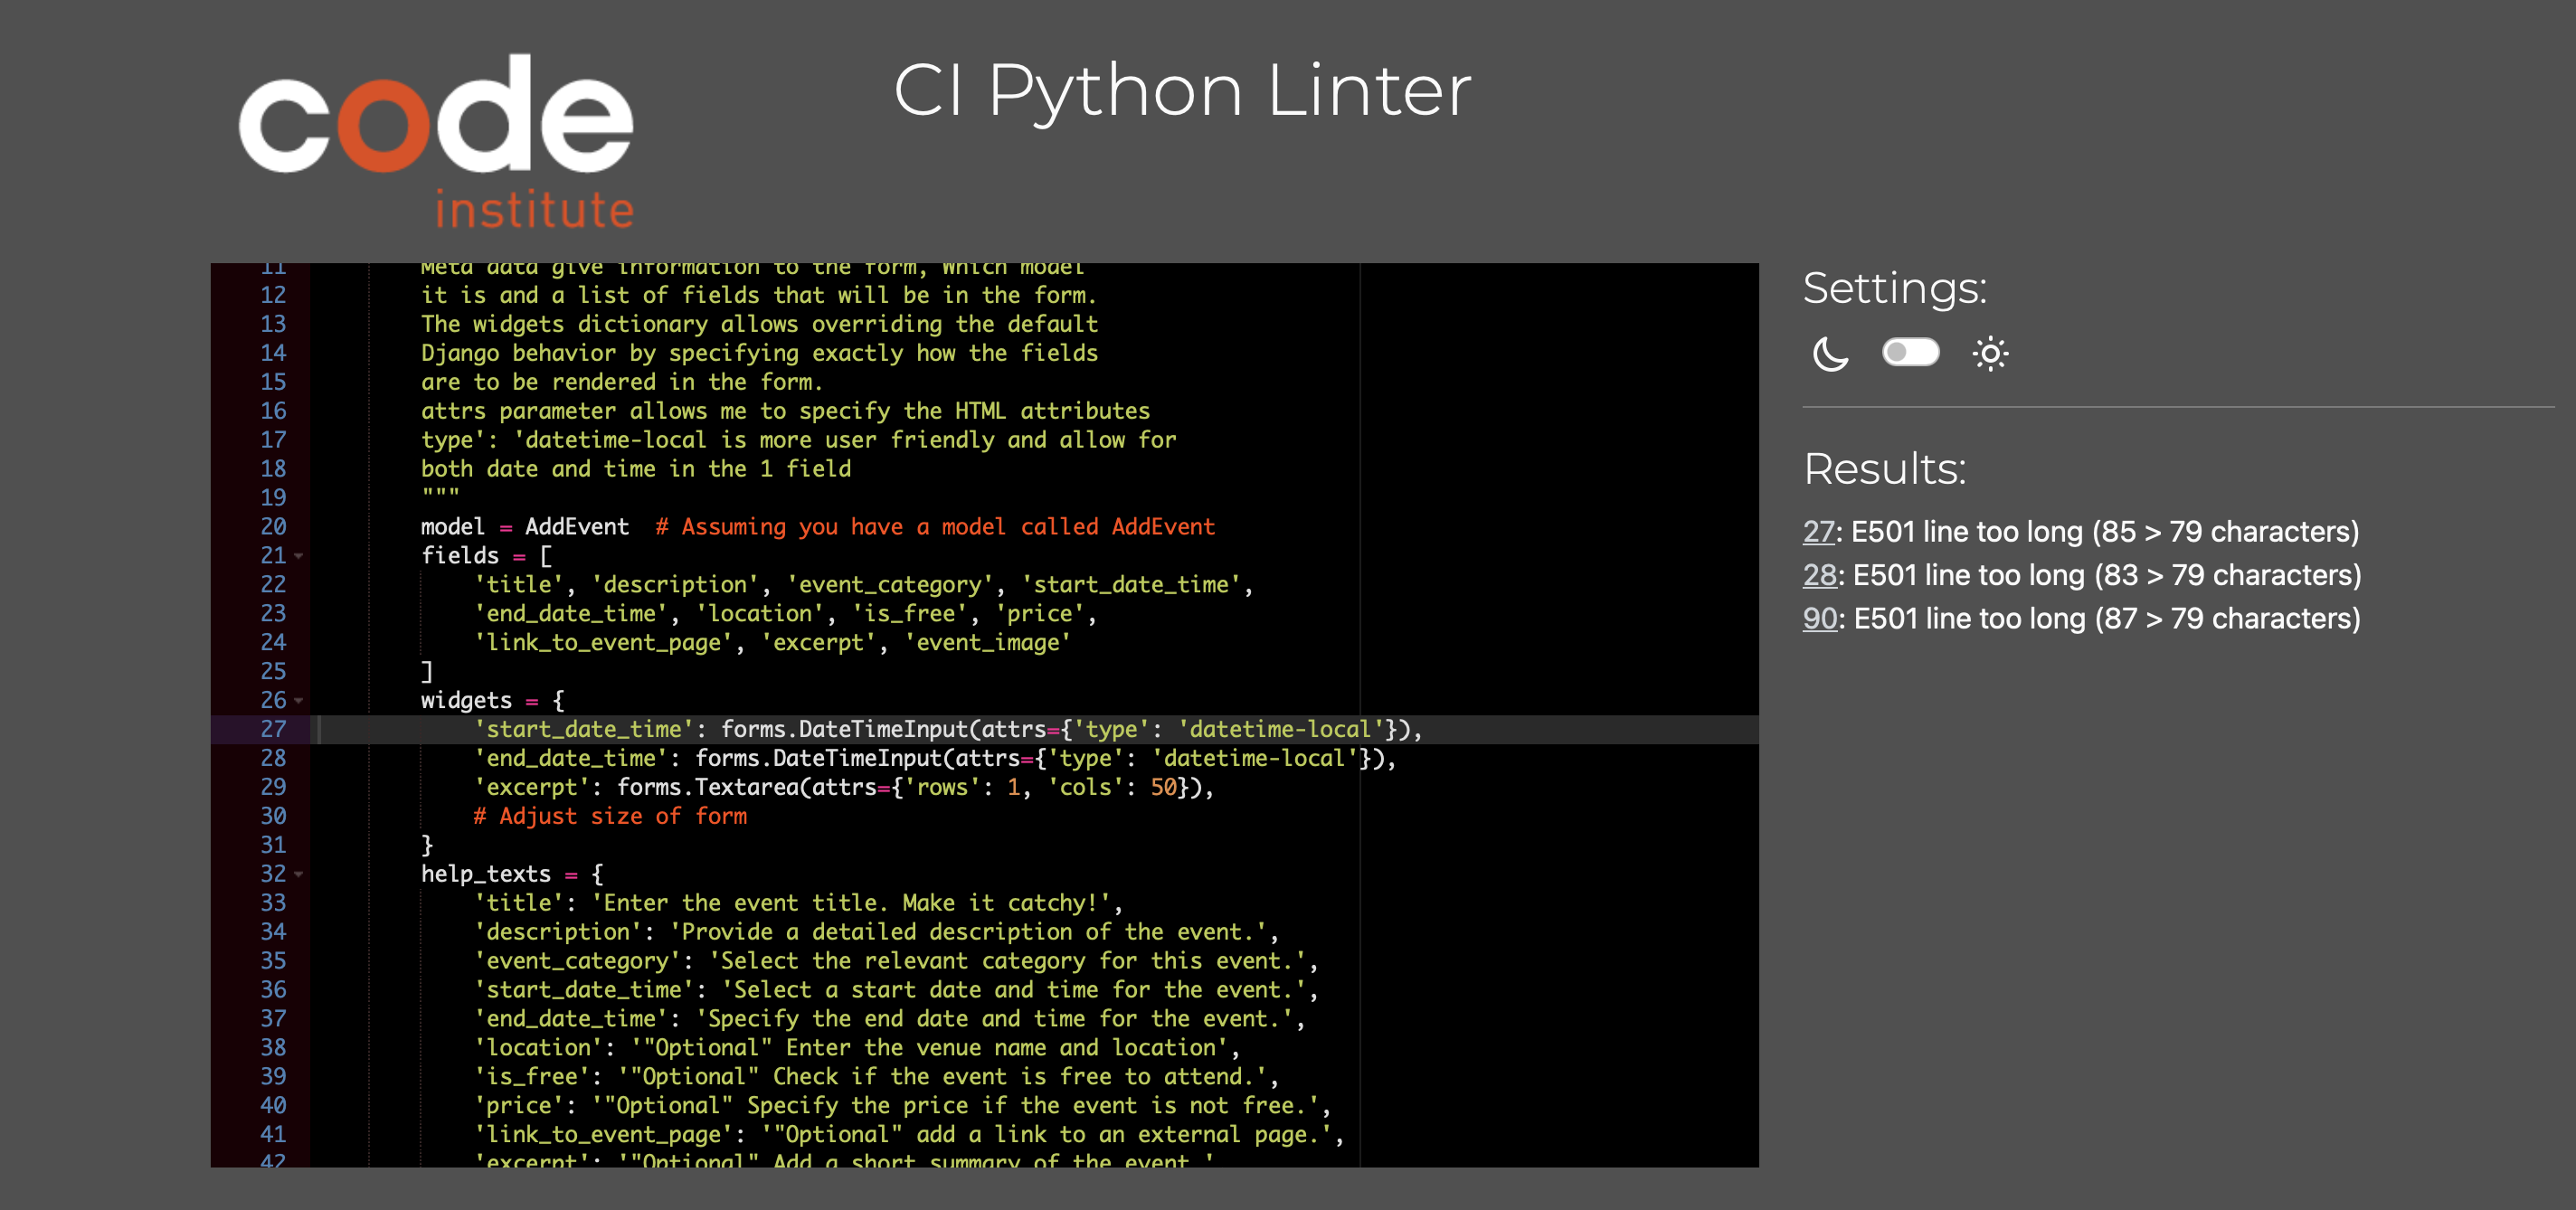 code
institute
CI Python Linter
11 Meta data give information to the form, Which model
12 it is and a list of fields that will be in the form.
13 The widgets dictionary allows overriding the default
14 Django behavior by specifying exactly how the fields
15 are to be rendered in the form.
16 attrs parameter allows me to specify the HTML attributes
17 type': 'datetime-local is more user friendly and allow for
18 both date and time in the 1 field
19 """
20 model = AddEvent  # Assuming you have a model called AddEvent
21 fields = [
22     'title', 'description', 'event_category', 'start_date_time',
23     'end_date_time', 'location', 'is_free', 'price',
24     'link_to_event_page', 'excerpt', 'event_image'
25 ]
26 widgets = {
27     'start_date_time': forms.DateTimeInput(attrs={'type': 'datetime-local'}),
28     'end_date_time': forms.DateTimeInput(attrs={'type': 'datetime-local'}),
29     'excerpt': forms.Textarea(attrs={'rows': 1, 'cols': 50}),
30     # Adjust size of form
31 }
32 help_texts = {
33     'title': 'Enter the event title. Make it catchy!',
34     'description': 'Provide a detailed description of the event.',
35     'event_category': 'Select the relevant category for this event.',
36     'start_date_time': 'Select a start date and time for the event.',
37     'end_date_time': 'Specify the end date and time for the event.',
38     'location': '"Optional" Enter the venue name and location',
39     'is_free': '"Optional" Check if the event is free to attend.',
40     'price': '"Optional" Specify the price if the event is not free.',
41     'link_to_event_page': '"Optional" add a link to an external page.',
42     'excerpt': '"Optional" Add a short summary of the event.'
Settings:
Results:
27: E501 line too long (85 > 79 characters)
28: E501 line too long (83 > 79 characters)
90: E501 line too long (87 > 79 characters)